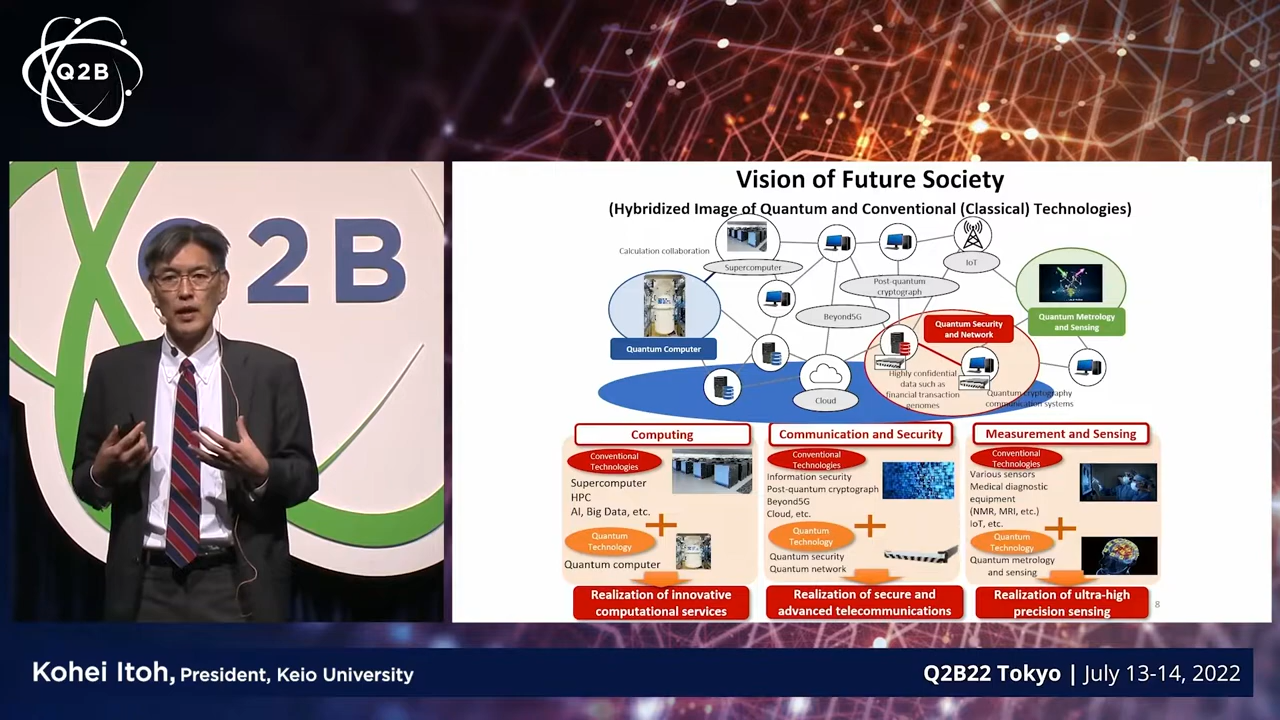 Q2B
Q2B
Vision of Future Society
(Hybridized Image of Quantum and Conventional (Classical) Technologies)
Calculation collaboration
Supercomputer
IoT
Post-quantum
cryptograph
Beyond5G
Quantum Security
and Network
Quantum Metrology
and Sensing
Quantum Computer
Highly confidential
data such as
financial transaction
genomes
Cloud
Quantum cryptography
communication systems
Computing
Conventional
Technologies
Supercomputer
HPC
AI, Big Data, etc.
Quantum
Technology
Quantum computer
Realization of innovative
computational services
Communication and Security
Conventional
Technologies
Information security
Post-quantum cryptograph
Beyond5G
Cloud, etc.
Quantum
Technology
Quantum security
Quantum network
Realization of secure and
advanced telecommunications
Measurement and Sensing
Conventional
Technologies
Various sensors
Medical diagnostic
equipment
(NMR, MRI, etc.)
IoT, etc.
Quantum
Technology
Quantum metrology
and sensing
Realization of ultra-high
precision sensing
8
Kohei Itoh, President, Keio University
Q2B22 Tokyo | July 13-14, 2022